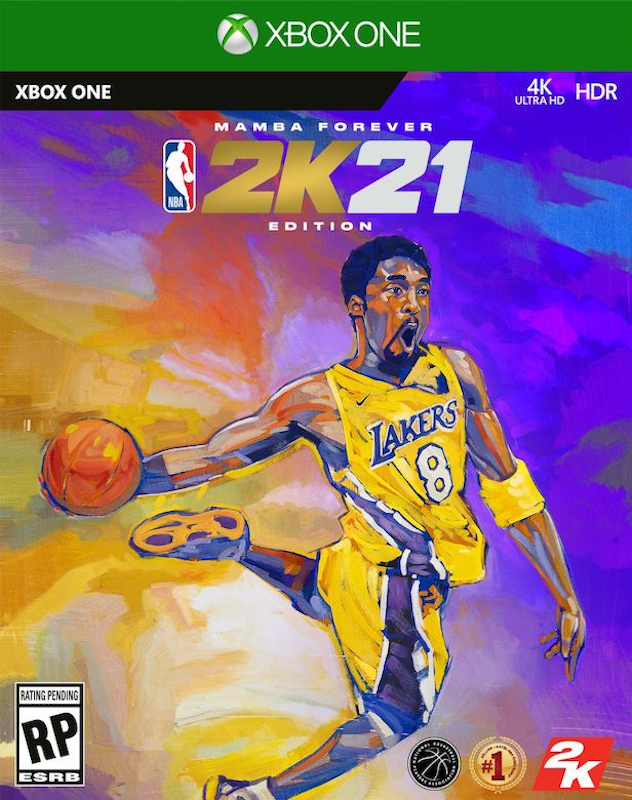 XBOX ONE
XBOX ONE
4K
ULTRA HD
HDR
MAMBA FOREVER
NBA
2K21
EDITION
LAKERS
8
RATING PENDING
RP
ESRB
#1
2K